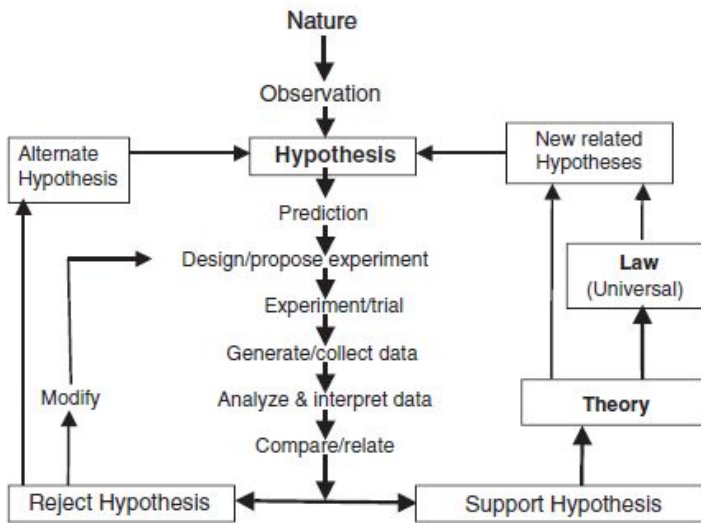 Nature
Observation
Alternate
Hypothesis
Hypothesis
New related
Hypotheses
Prediction
Design/propose experiment
Law
(Universal)
Experiment/trial
Generate/collect data
Modify
Analyze & interpret data
Theory
Compare/relate
Reject Hypothesis
Support Hypothesis